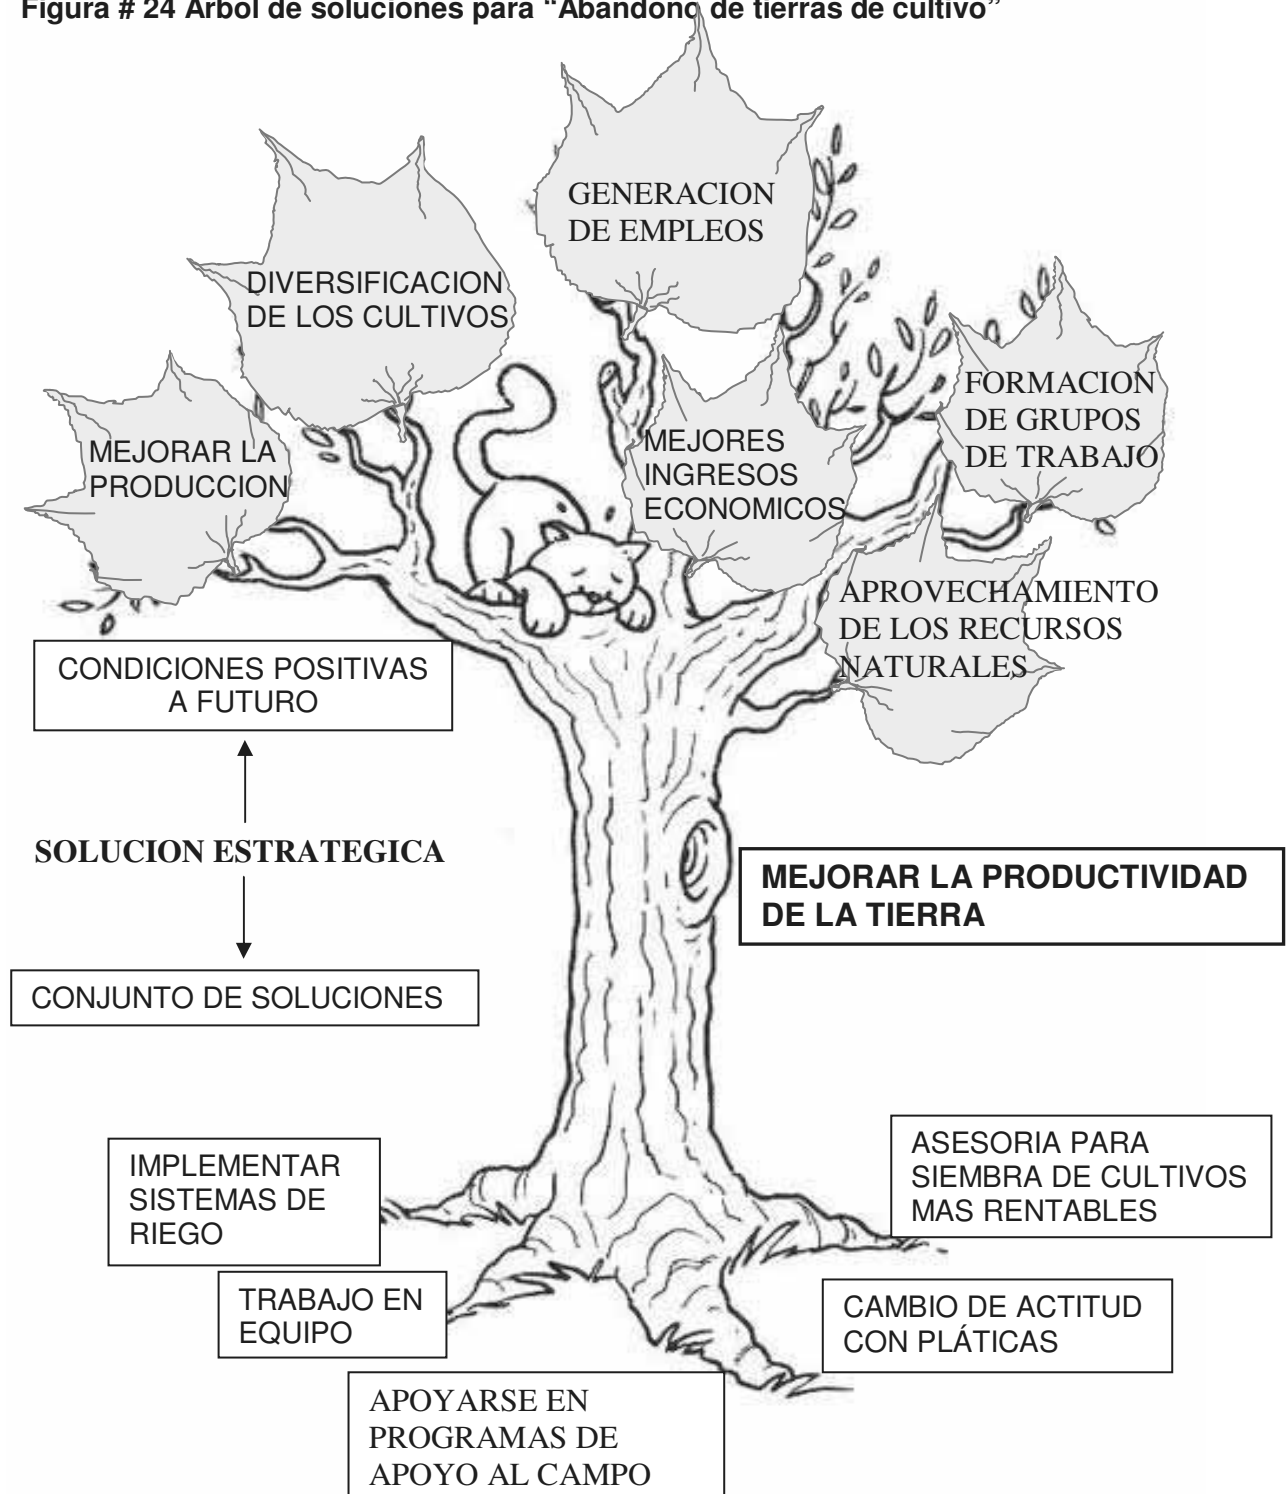 Figura # 24 Árbol de soluciones para “Abandono de tierras de cultivo”
GENERACION
DE EMPLEOS
DIVERSIFICACION
DE LOS CULTIVOS
FORMACION
DE GRUPOS
DE TRABAJO
MEJORAR LA
PRODUCCION
MEJORES
INGRESOS
ECONOMICOS
APROVECHAMIENTO
DE LOS RECURSOS
NATURALES
CONDICIONES POSITIVAS
A FUTURO
SOLUCION ESTRATEGICA
MEJORAR LA PRODUCTIVIDAD
DE LA TIERRA
CONJUNTO DE SOLUCIONES
IMPLEMENTAR
SISTEMAS DE
RIEGO
ASESORIA PARA
SIEMBRA DE CULTIVOS
MAS RENTABLES
TRABAJO EN
EQUIPO
CAMBIO DE ACTITUD
CON PLÁTICAS
APOYARSE EN
PROGRAMAS DE
APOYO AL CAMPO